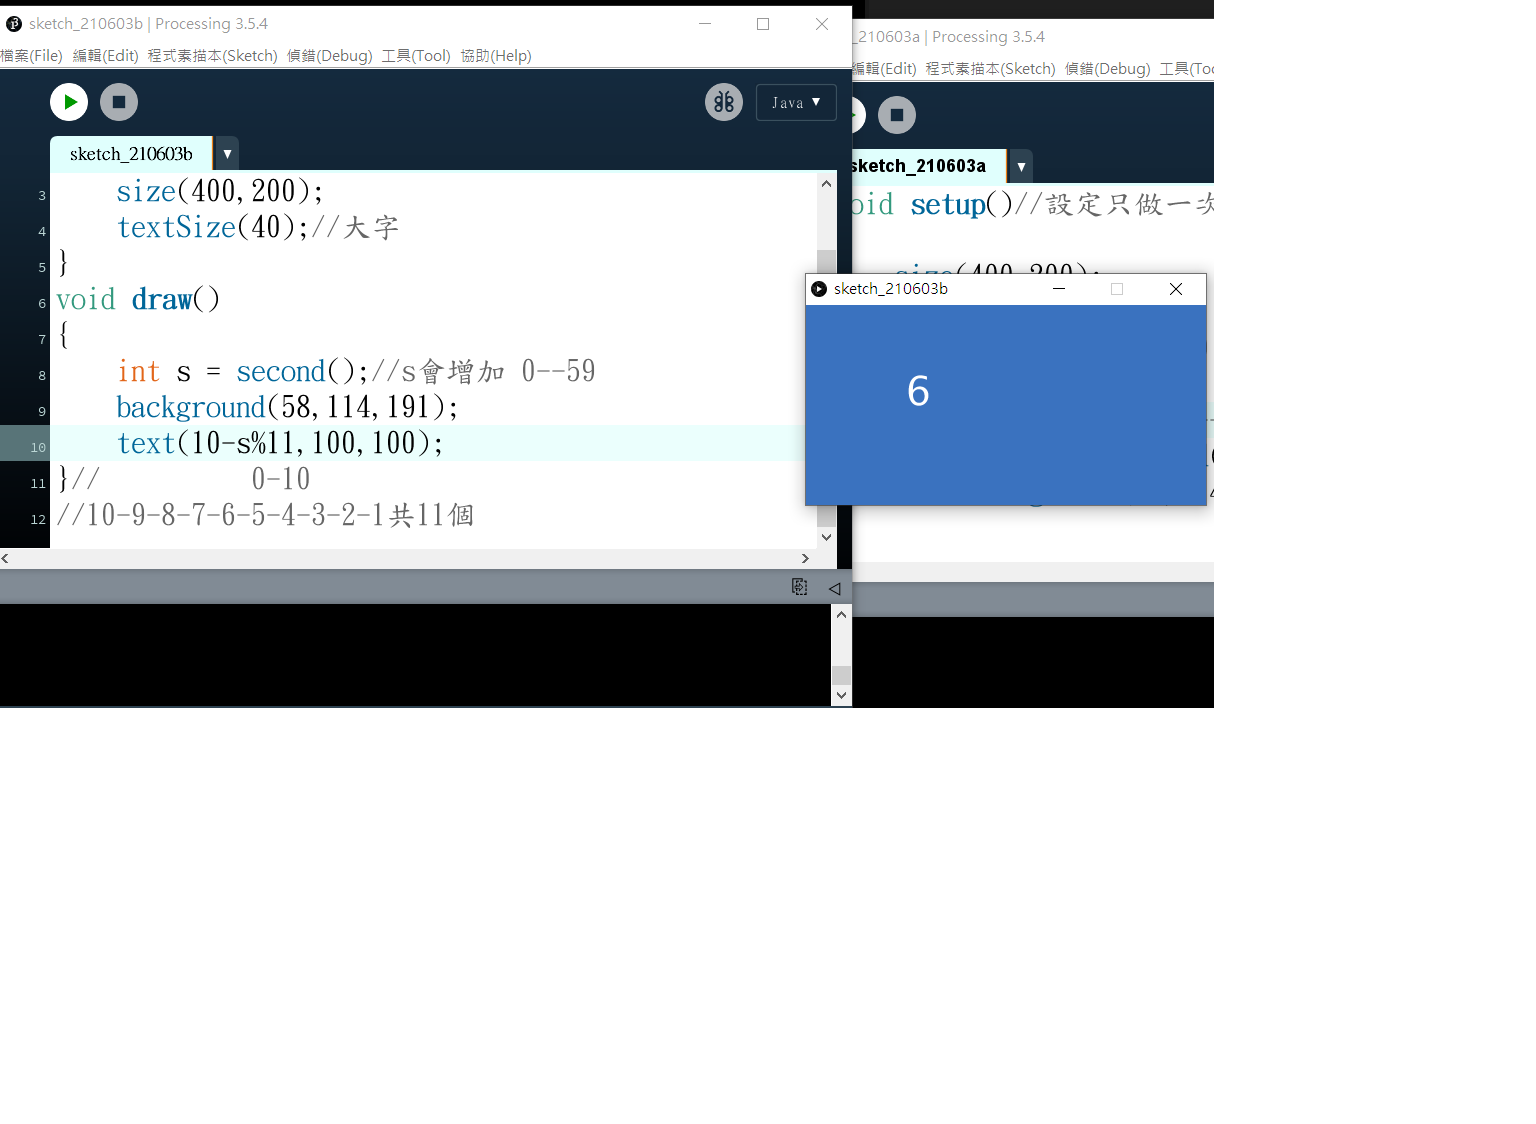 sketch_210603b | Processing 3.5.4
檔案(File) 編輯(Edit) 程式素描本(Sketch) 偵錯(Debug) 工具(Tool) 協助(Help)
Java ▼
sketch_210603b ▼
3 size(400,200);
4 textSize(40);//大字
5 }
6 void draw()
7 {
8 int s = second();//s會增加 0--59
9 background(58,114,191);
10 text(10-s%11,100,100);
11 }// 0-10
12 //10-9-8-7-6-5-4-3-2-1共11個
_210603a | Processing 3.5.4
編輯(Edit) 程式素描本(Sketch) 偵錯(Debug) 工具(Too
sketch_210603a ▼
oid setup()//設定只做一次
size(400,200);
sketch_210603b
6